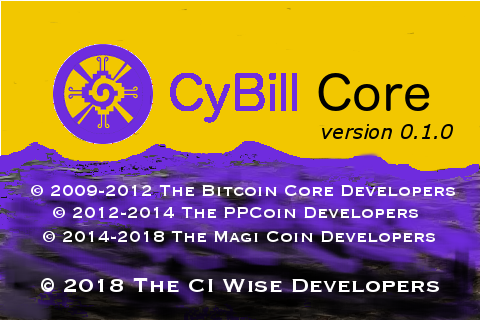 CyBill Core
version 0.1.0
© 2009-2012 The Bitcoin Core Developers
© 2012-2014 The PPCoin Developers
© 2014-2018 The Magi Coin Developers
© 2018 The CI Wise Developers